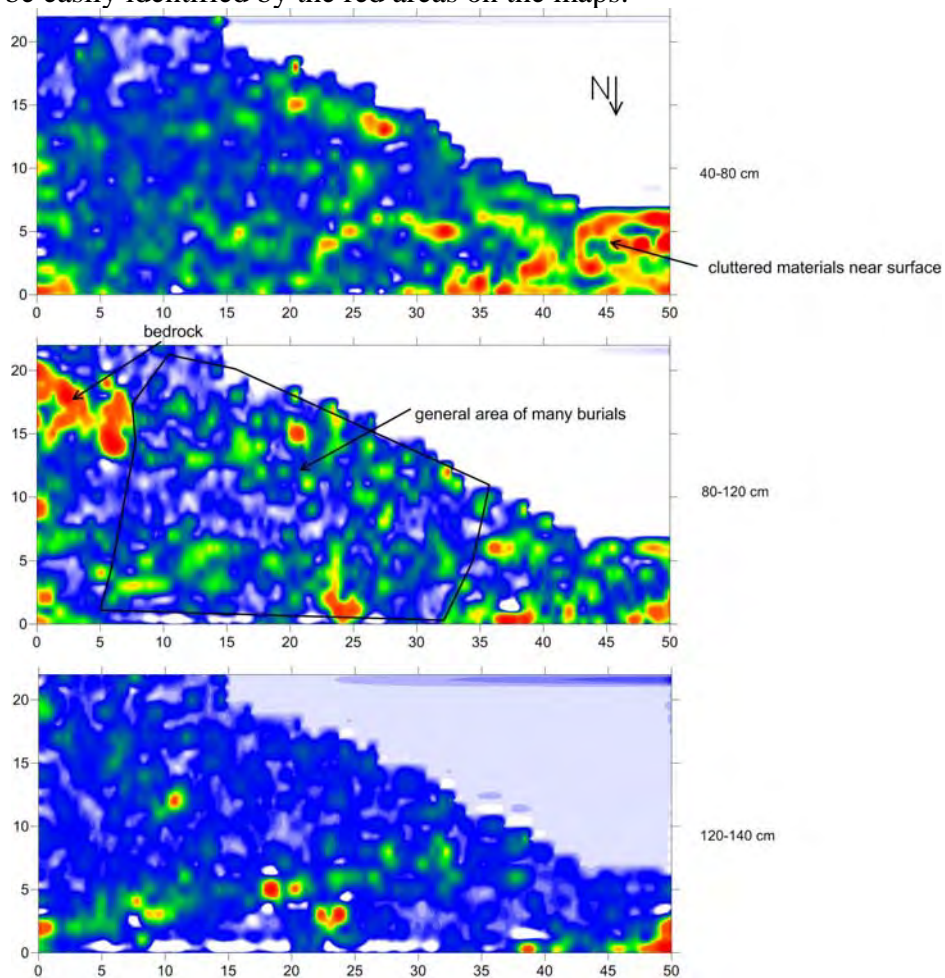 be easily identified by the red areas on the maps.
20
15
N
10
40-80 cm
5
cluttered materials near surface
0
0 5 10 15 20 25 30 35 40 45 50
bedrock
20
general area of many burials
15
10
80-120 cm
5
0
0 5 10 15 20 25 30 35 40 45 50
20
15
10
120-140 cm
5
0
0 5 10 15 20 25 30 35 40 45 50